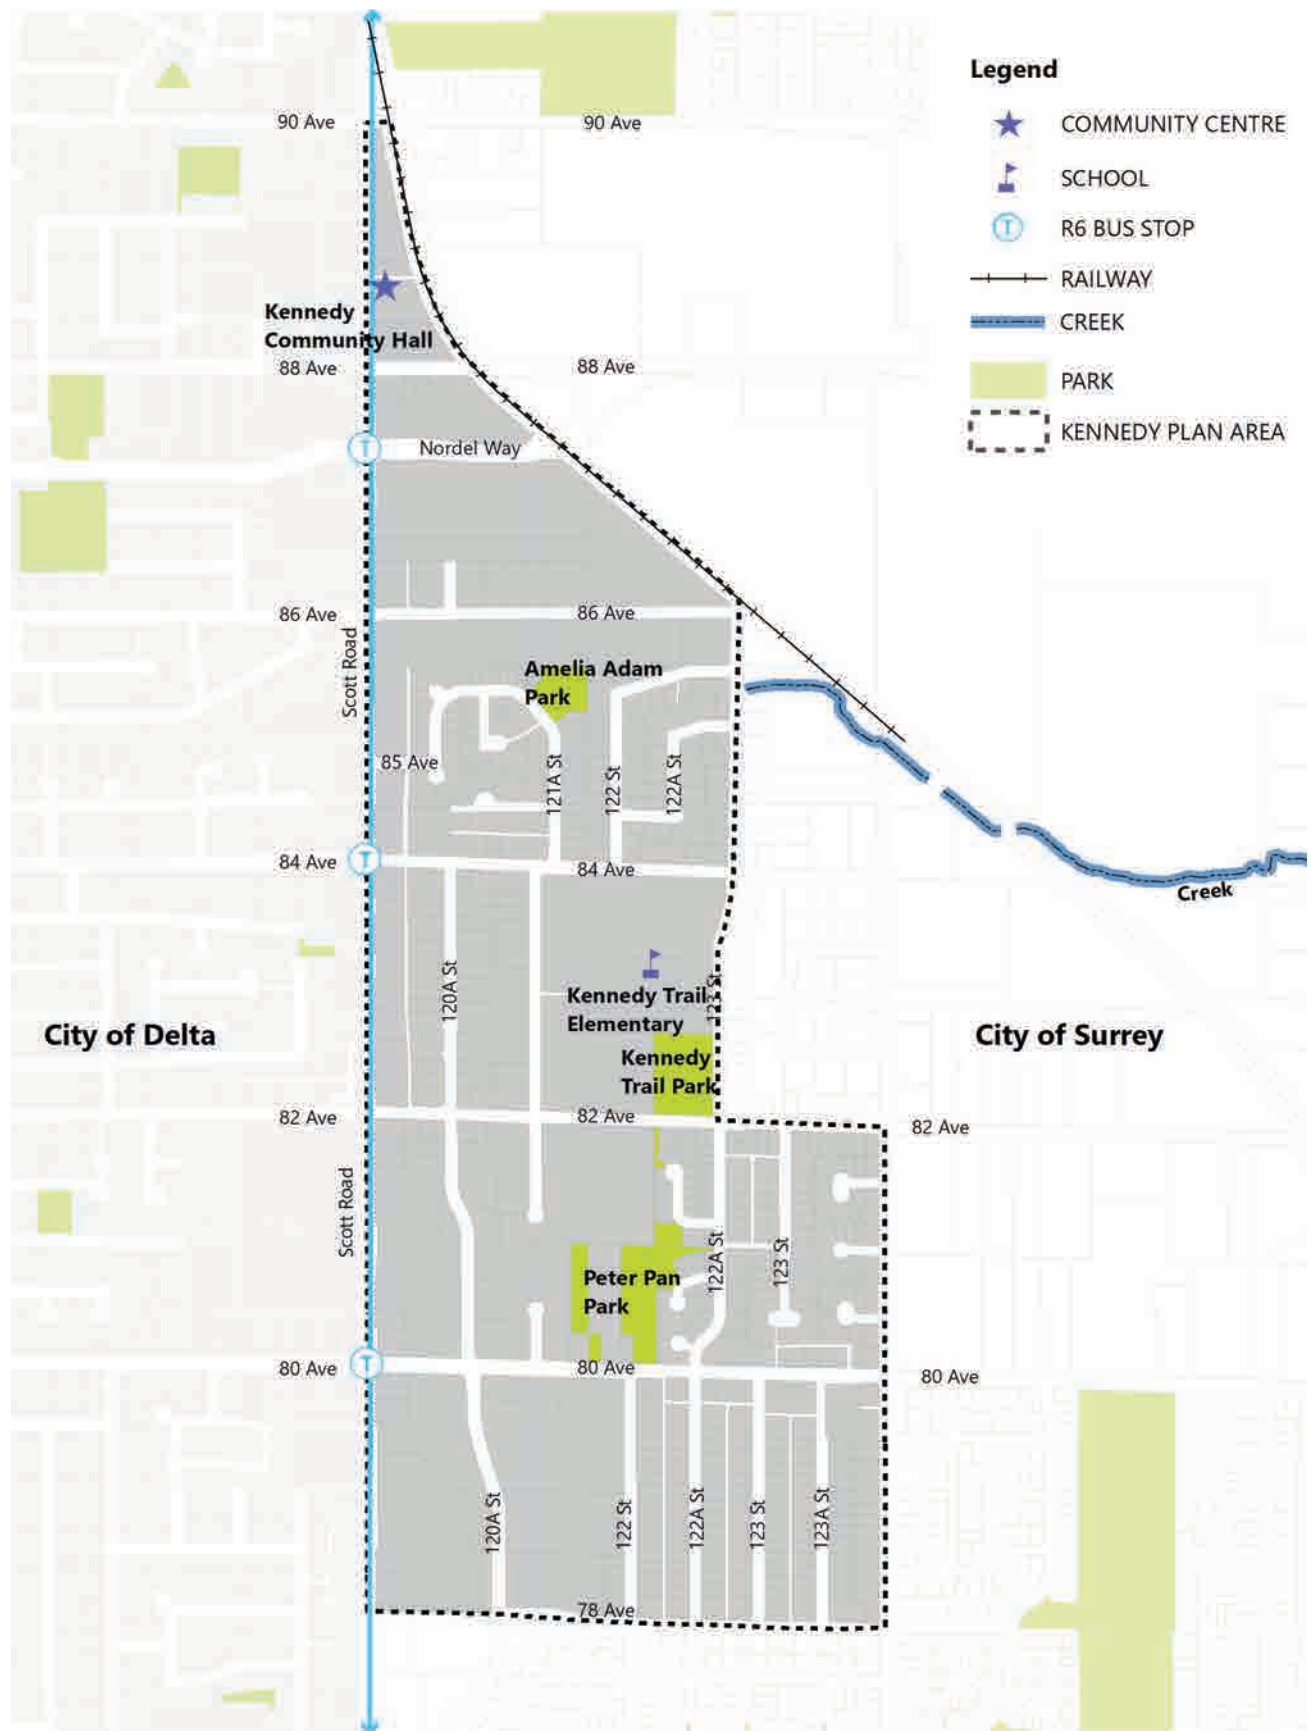 Legend
COMMUNITY CENTRE
SCHOOL
T
R6 BUS STOP
RAILWAY
CREEK
PARK
KENNEDY PLAN AREA
90 Ave
90 Ave
Kennedy
Community Hall
88 Ave
88 Ave
T
Nordel Way
86 Ave
86 Ave
Scott Road
Amelia Adam
Park
85 Ave
121A St
122 St
122A St
T
84 Ave
84 Ave
Creek
120A St
Kennedy Trail
Elementary
123 St
City of Delta
City of Surrey
Kennedy
Trail Park
82 Ave
82 Ave
82 Ave
Scott Road
122A St
123 St
Peter Pan
Park
T
80 Ave
80 Ave
80 Ave
120A St
122 St
122A St
123 St
123A St
78 Ave